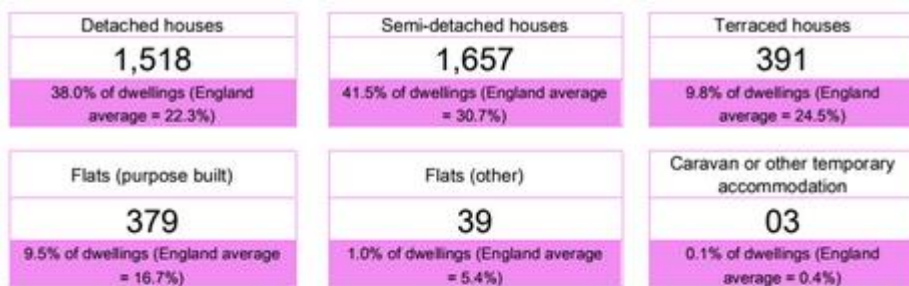 Detached houses
1,518
38.0% of dwellings (England
average = 22.3%)
Semi-detached houses
1,657
41.5% of dwellings (England average
= 30.7%)
Terraced houses
391
9.8% of dwellings (England
average = 24.5%)
Flats (purpose built)
379
9.5% of dwellings (England average
= 16.7%)
Flats (other)
39
1.0% of dwellings (England average
= 5.4%)
Caravan or other temporary
accommodation
03
0.1% of dwellings (England
average = 0.4%)